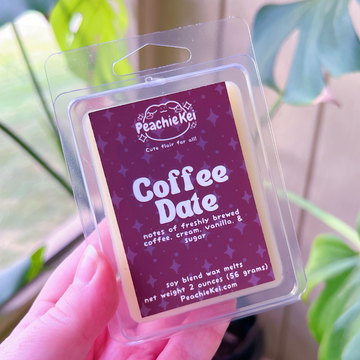 PeachieKei
Cute flair for all!
Coffee
Date
notes of freshly brewed
coffee, cream, vanilla, &
sugar
soy blend wax melts
net weight 2 ounces (56 grams)
PeachieKei.com